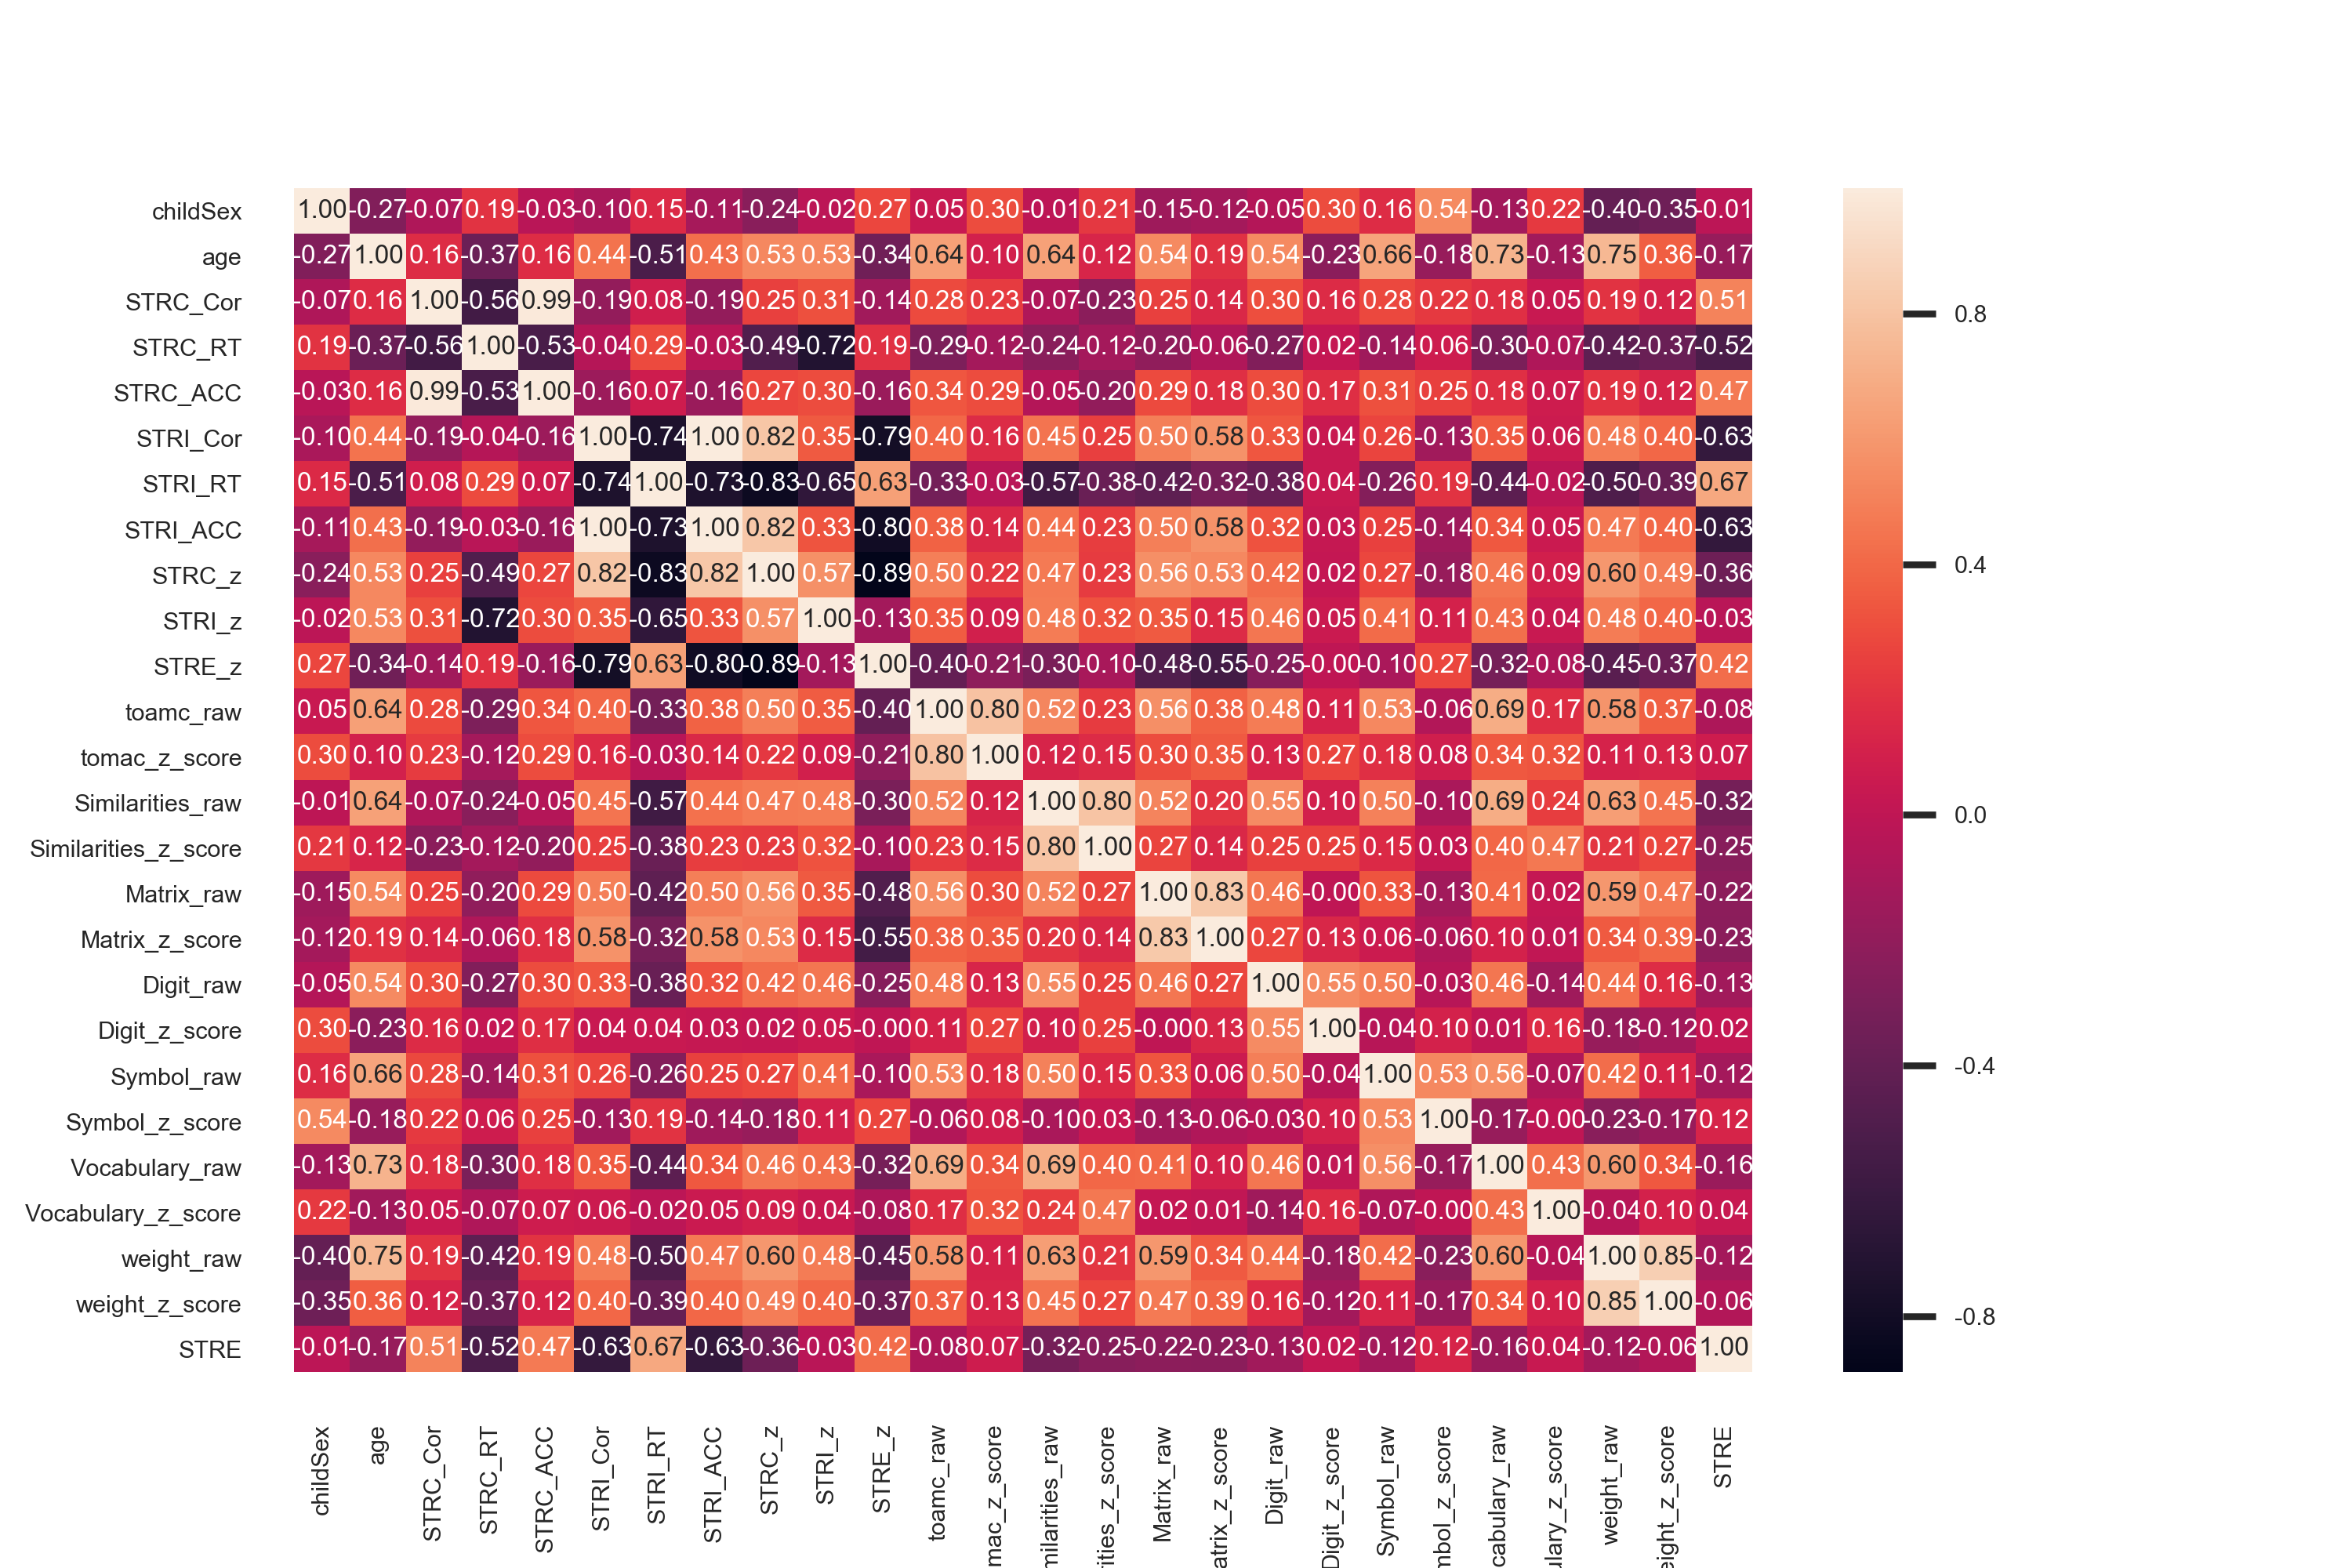 childSex 1.00 -0.27 -0.07 0.19 -0.03 -0.10 0.15 -0.11 -0.24 -0.02 0.27 0.05 0.30 -0.01 0.21 -0.15 -0.12 -0.05 0.30 0.16 0.54 -0.13 0.22 -0.40 -0.35 -0.01
age -0.27 1.00 0.16 -0.37 0.16 0.44 -0.51 0.43 0.53 0.53 -0.34 0.64 0.10 0.64 0.12 0.54 0.19 0.54 -0.23 0.66 -0.18 0.73 -0.13 0.75 0.36 -0.17
STRC_Cor -0.07 0.16 1.00 -0.56 0.99 -0.19 0.08 -0.19 0.25 0.31 -0.14 0.28 0.23 -0.07 -0.23 0.25 0.14 0.30 0.16 0.28 0.22 0.18 0.05 0.19 0.12 0.51
0.8
STRC_RT 0.19 -0.37 -0.56 1.00 -0.53 -0.04 0.29 -0.03 -0.49 -0.72 0.19 -0.29 -0.12 -0.24 -0.12 -0.20 -0.06 -0.27 0.02 -0.14 0.06 -0.30 -0.07 -0.42 -0.37 -0.52
STRC_ACC -0.03 0.16 0.99 -0.53 1.00 -0.16 0.07 -0.16 0.27 0.30 -0.16 0.34 0.29 -0.05 -0.20 0.29 0.18 0.30 0.17 0.31 0.25 0.18 0.07 0.19 0.12 0.47
STRI_Cor -0.10 0.44 -0.19 -0.04 -0.16 1.00 -0.74 1.00 0.82 0.35 -0.79 0.40 0.16 0.45 0.25 0.50 0.58 0.33 0.04 0.26 -0.13 0.35 0.06 0.48 0.40 -0.63
STRI_RT 0.15 -0.51 0.08 0.29 0.07 -0.74 1.00 -0.73 -0.83 -0.65 0.63 -0.33 -0.03 -0.57 -0.38 -0.42 -0.32 -0.38 0.04 -0.26 0.19 -0.44 -0.02 -0.50 -0.39 0.67
STRI_ACC -0.11 0.43 -0.19 -0.03 -0.16 1.00 -0.73 1.00 0.82 0.33 -0.80 0.38 0.14 0.44 0.23 0.50 0.58 0.32 0.03 0.25 -0.14 0.34 0.05 0.47 0.40 -0.63
0.4
STRC_z -0.24 0.53 0.25 -0.49 0.27 0.82 -0.83 0.82 1.00 0.57 -0.89 0.50 0.22 0.47 0.23 0.56 0.53 0.42 0.02 0.27 -0.18 0.46 0.09 0.60 0.49 -0.36
STRI_z -0.02 0.53 0.31 -0.72 0.30 0.35 -0.65 0.33 0.57 1.00 -0.13 0.35 0.09 0.48 0.32 0.35 0.15 0.46 0.05 0.41 0.11 0.43 0.04 0.48 0.40 -0.03
STRE_z 0.27 -0.34 -0.14 0.19 -0.16 -0.79 0.63 -0.80 -0.89 -0.13 1.00 -0.40 -0.21 -0.30 -0.10 -0.48 -0.55 -0.25 -0.00 -0.10 0.27 -0.32 -0.08 -0.45 -0.37 0.42
toamc_raw 0.05 0.64 0.28 -0.29 0.34 0.40 -0.33 0.38 0.50 0.35 -0.40 1.00 0.80 0.52 0.23 0.56 0.38 0.48 0.11 0.53 -0.06 0.69 0.17 0.58 0.37 -0.08
tomac_z_score 0.30 0.10 0.23 -0.12 0.29 0.16 -0.03 0.14 0.22 0.09 -0.21 0.80 1.00 0.12 0.15 0.30 0.35 0.13 0.27 0.18 0.08 0.34 0.32 0.11 0.13 0.07
Similarities_raw -0.01 0.64 -0.07 -0.24 -0.05 0.45 -0.57 0.44 0.47 0.48 -0.30 0.52 0.12 1.00 0.80 0.52 0.20 0.55 0.10 0.50 -0.10 0.69 0.24 0.63 0.45 -0.32
0.0
Similarities_z_score 0.21 0.12 -0.23 -0.12 -0.20 0.25 -0.38 0.23 0.23 0.32 -0.10 0.23 0.15 0.80 1.00 0.27 0.14 0.25 0.25 0.15 0.03 0.40 0.47 0.21 0.27 -0.25
Matrix_raw -0.15 0.54 0.25 -0.20 0.29 0.50 -0.42 0.50 0.56 0.35 -0.48 0.56 0.30 0.52 0.27 1.00 0.83 0.46 -0.00 0.33 -0.13 0.41 0.02 0.59 0.47 -0.22
Matrix_z_score -0.12 0.19 0.14 -0.06 0.18 0.58 -0.32 0.58 0.53 0.15 -0.55 0.38 0.35 0.20 0.14 0.83 1.00 0.27 0.13 0.06 -0.06 0.10 0.01 0.34 0.39 -0.23
Digit_raw -0.05 0.54 0.30 -0.27 0.30 0.33 -0.38 0.32 0.42 0.46 -0.25 0.48 0.13 0.55 0.25 0.46 0.27 1.00 0.55 0.50 -0.03 0.46 -0.14 0.44 0.16 -0.13
Digit_z_score 0.30 -0.23 0.16 0.02 0.17 0.04 0.04 0.03 0.02 0.05 -0.00 0.11 0.27 0.10 0.25 -0.00 0.13 0.55 1.00 -0.04 0.10 0.01 0.16 -0.18 -0.12 0.02
-0.4
Symbol_raw 0.16 0.66 0.28 -0.14 0.31 0.26 -0.26 0.25 0.27 0.41 -0.10 0.53 0.18 0.50 0.15 0.33 0.06 0.50 -0.04 1.00 0.53 0.56 -0.07 0.42 0.11 -0.12
Symbol_z_score 0.54 -0.18 0.22 0.06 0.25 -0.13 0.19 -0.14 -0.18 0.11 0.27 -0.06 0.08 -0.10 0.03 -0.13 -0.06 -0.03 0.10 0.53 1.00 -0.17 -0.00 -0.23 -0.17 0.12
Vocabulary_raw -0.13 0.73 0.18 -0.30 0.18 0.35 -0.44 0.34 0.46 0.43 -0.32 0.69 0.34 0.69 0.40 0.41 0.10 0.46 0.01 0.56 -0.17 1.00 0.43 0.60 0.34 -0.16
Vocabulary_z_score 0.22 -0.13 0.05 -0.07 0.07 0.06 -0.02 0.05 0.09 0.04 -0.08 0.17 0.32 0.24 0.47 0.02 0.01 -0.14 0.16 -0.07 -0.00 0.43 1.00 -0.04 0.10 0.04
weight_raw -0.40 0.75 0.19 -0.42 0.19 0.48 -0.50 0.47 0.60 0.48 -0.45 0.58 0.11 0.63 0.21 0.59 0.34 0.44 -0.18 0.42 -0.23 0.60 -0.04 1.00 0.85 -0.12
weight_z_score -0.35 0.36 0.12 -0.37 0.12 0.40 -0.39 0.40 0.49 0.40 -0.37 0.37 0.13 0.45 0.27 0.47 0.39 0.16 -0.12 0.11 -0.17 0.34 0.10 0.85 1.00 -0.06
-0.8
STRE -0.01 -0.17 0.51 -0.52 0.47 -0.63 0.67 -0.63 -0.36 -0.03 0.42 -0.08 0.07 -0.32 -0.25 -0.22 -0.23 -0.13 0.02 -0.12 0.12 -0.16 0.04 -0.12 -0.06 1.00
childSex
age
STRC_Cor
STRC_RT
STRC_ACC
STRI_Cor
STRI_RT
STRI_ACC
STRC_z
STRI_z
STRE_z
toamc_raw
mac_z_score
milarities_raw
ities_z_score
Matrix_raw
atrix_z_score
Digit_raw
Digit_z_score
Symbol_raw
mbol_z_score
cabulary_raw
ulary_z_score
weight_raw
eight_z_score
STRE